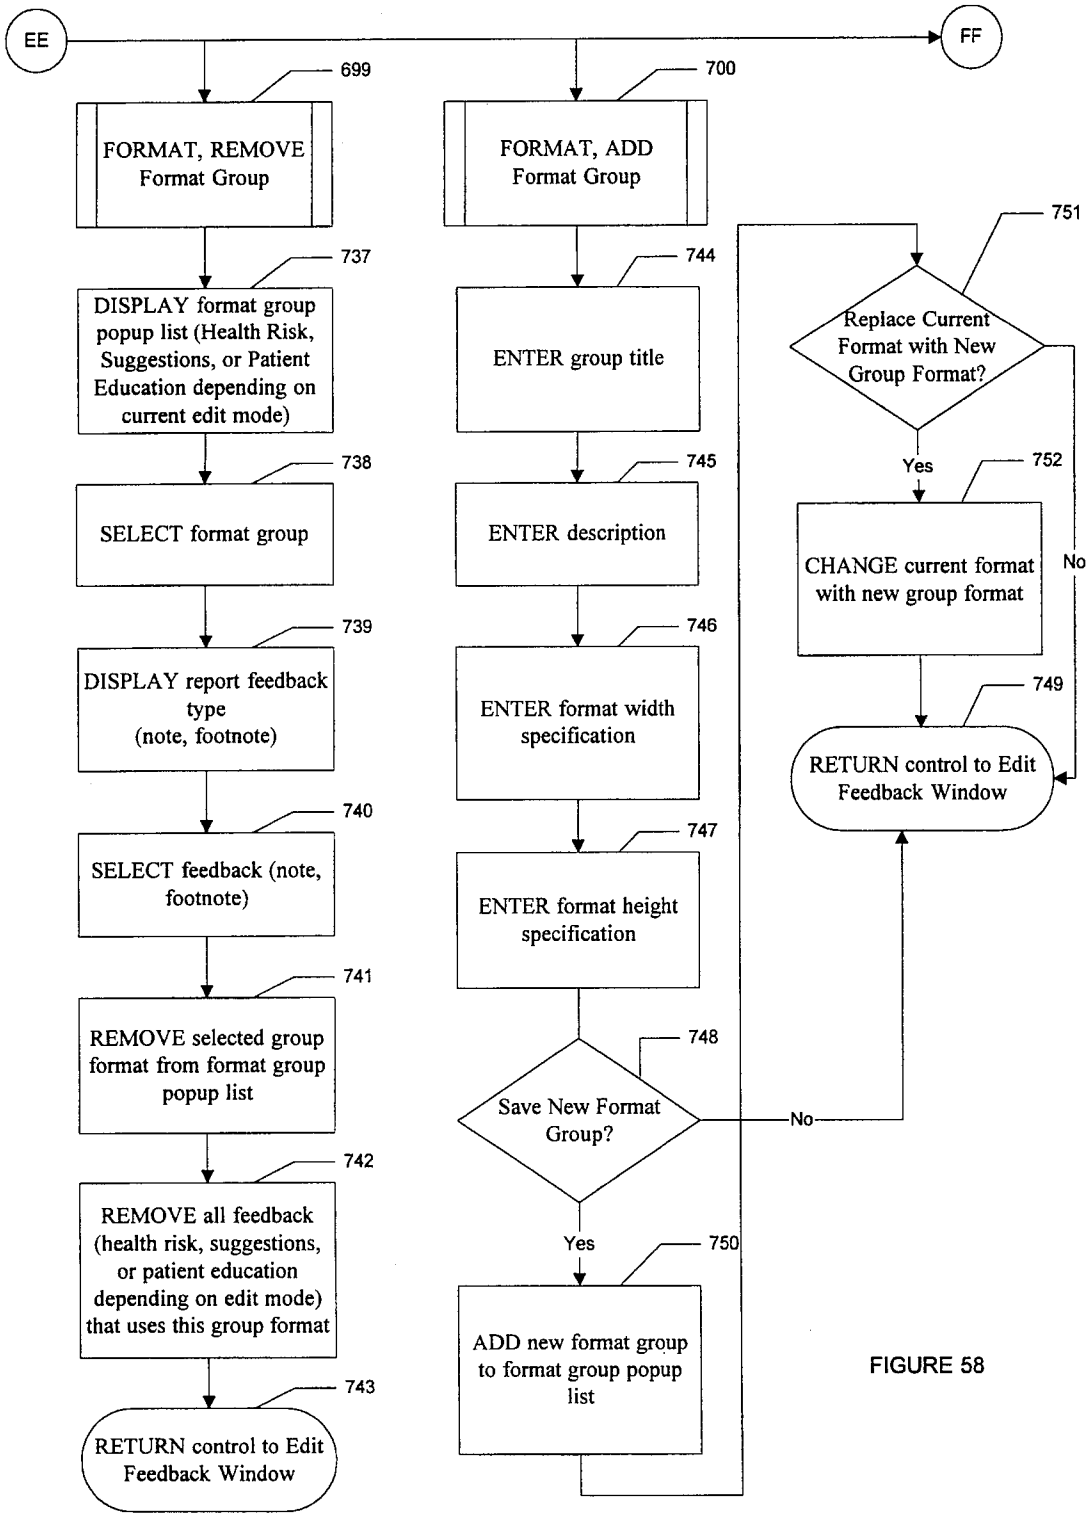 EE
FF
699
FORMAT, REMOVE
Format Group
737
DISPLAY format group
popup list (Health Risk,
Suggestions, or Patient
Education depending on
current edit mode)
738
SELECT format group
739
DISPLAY report feedback
type
(note, footnote)
740
SELECT feedback (note,
footnote)
741
REMOVE selected group
format from format group
popup list
742
REMOVE all feedback
(health risk, suggestions,
or patient education
depending on edit mode)
that uses this group format
743
RETURN control to Edit
Feedback Window
700
FORMAT, ADD
Format Group
744
ENTER group title
745
ENTER description
746
ENTER format width
specification
747
ENTER format height
specification
748
Save New Format
Group?
No
Yes
750
ADD new format group
to format group popup
list
751
Replace Current
Format with New
Group Format?
Yes
No
752
CHANGE current format
with new group format
749
RETURN control to Edit
Feedback Window
FIGURE 58